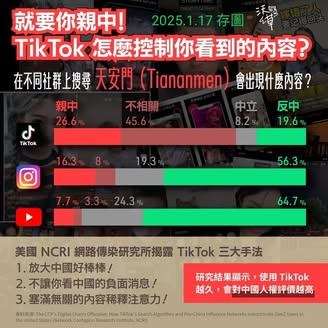 就要你親中!
2025.1.17 存圖
TikTok 怎麼控制你看到的內容?
在不同社群上搜尋 天安門 (Tiananmen) 會出現什麼內容?
親中 不相關 中立 反中
TikTok
26.6% 45.6% 8.2% 19.6%
16.3% 8% 19.3% 56.3%
7.7% 3.3% 24.3% 64.7%
美國 NCRI 網路傳染研究所揭露 TikTok 三大手法
1. 放大中國好棒棒!
2. 不讓你看中國的負面消息!
3. 塞滿無關的內容稀釋注意力!
研究結果顯示,使用 TikTok
越久,會對中國人權評價越高